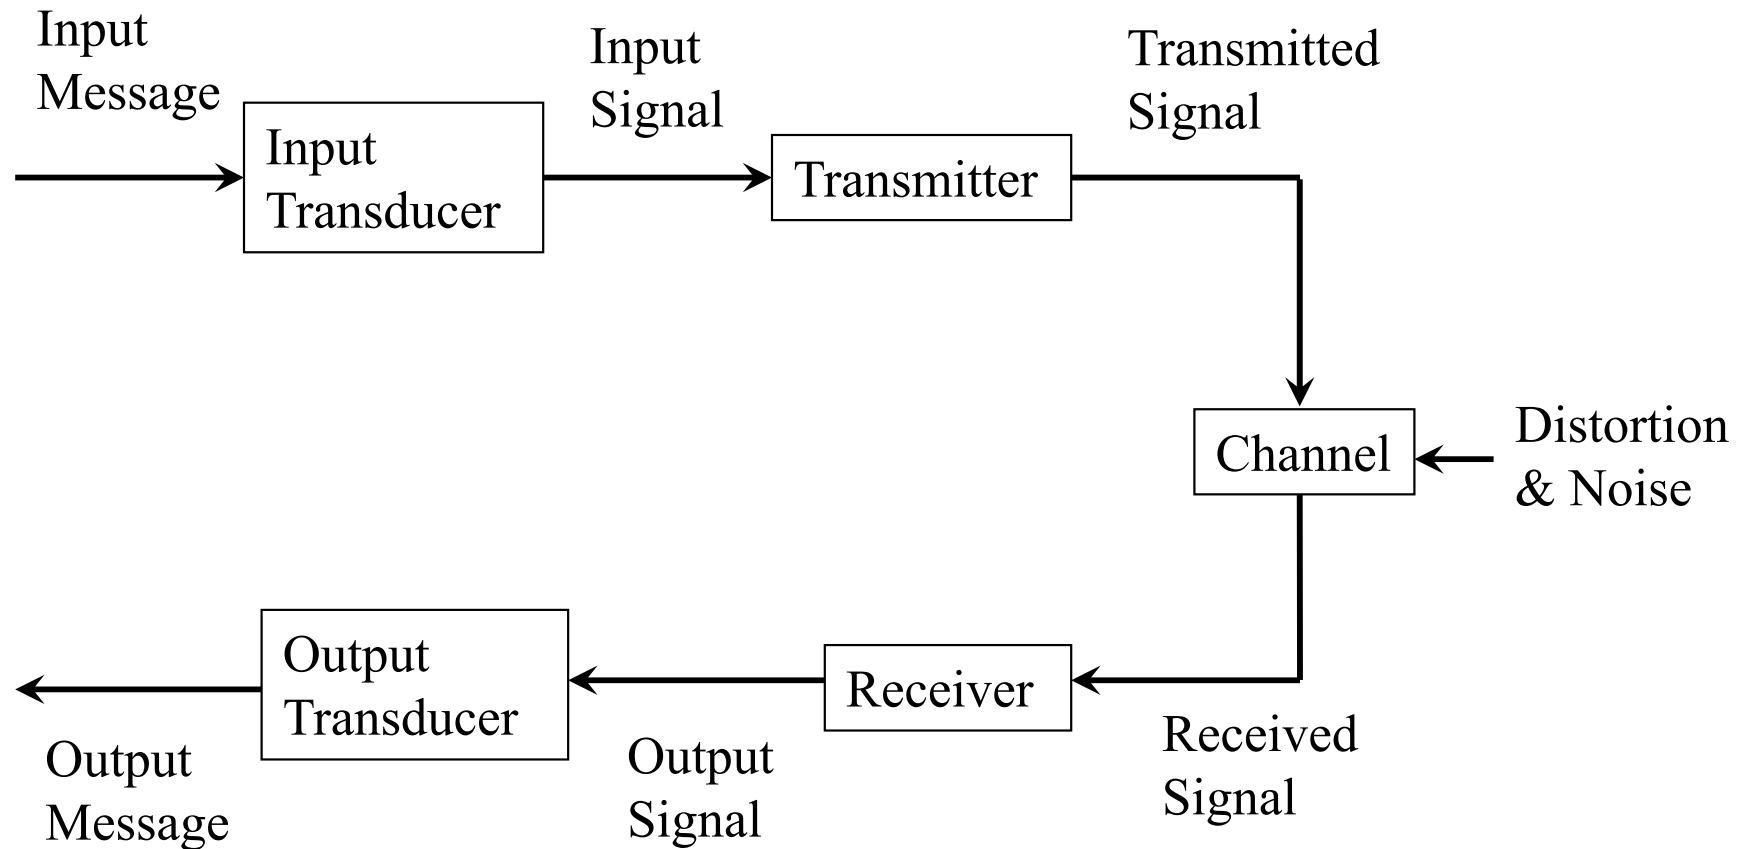 Input
Message
Input
Transducer
Input
Signal
Transmitter
Transmitted
Signal
Channel
Distortion
& Noise
Received
Signal
Receiver
Output
Signal
Output
Transducer
Output
Message